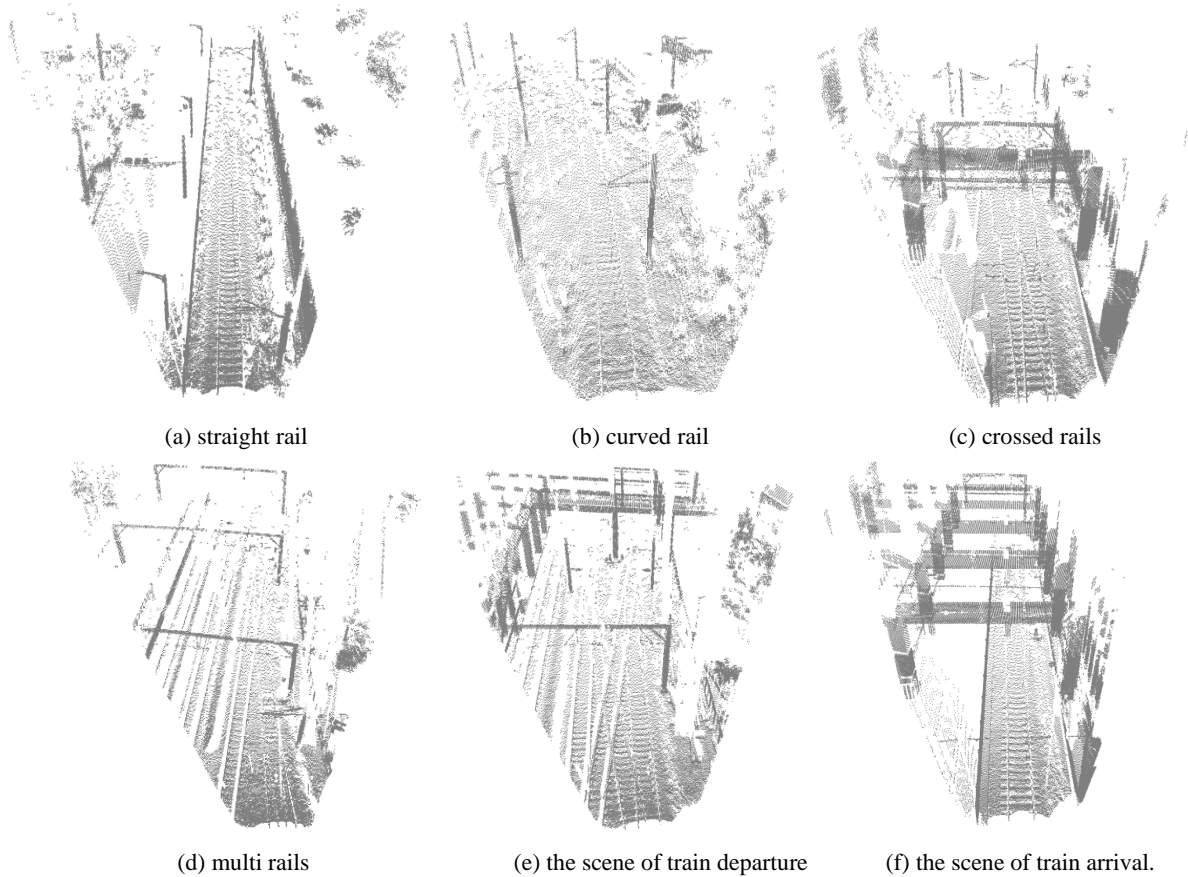 (a) straight rail
(b) curved rail
(c) crossed rails
(d) multi rails
(e) the scene of train departure
(f) the scene of train arrival.